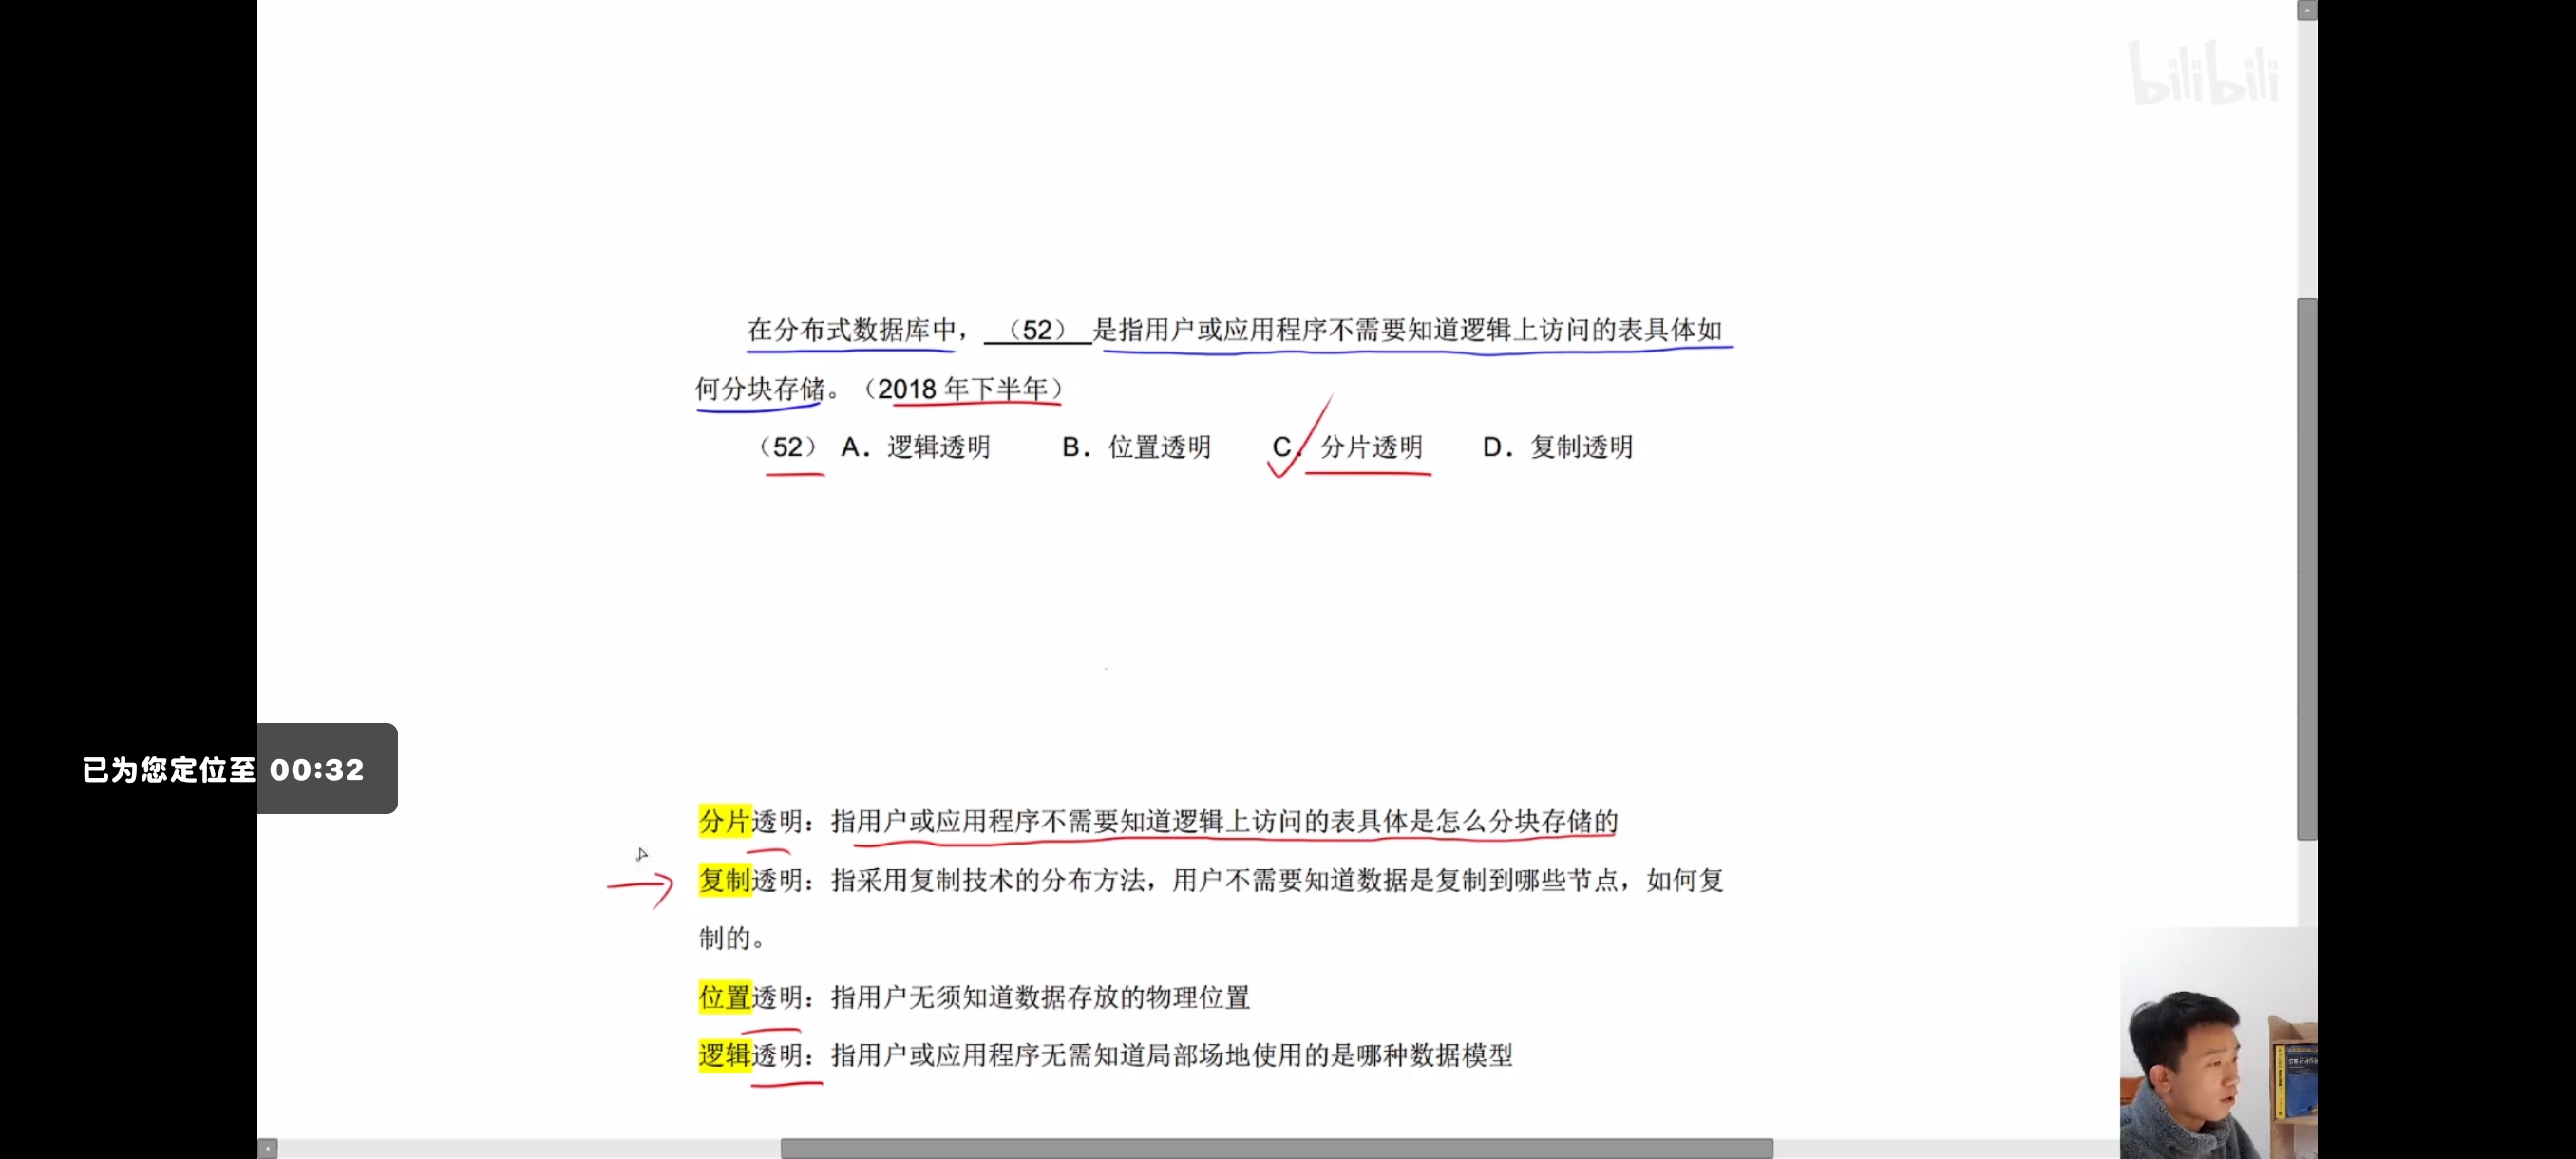 bilibili
在分布式数据库中，（52）是指用户或应用程序不需要知道逻辑上访问的表具体如
何分块存储。（2018 年下半年）
（52） A．逻辑透明 B．位置透明 C．分片透明 D．复制透明
已为您定位至 00:32
分片透明：指用户或应用程序不需要知道逻辑上访问的表具体是怎么分块存储的
复制透明：指采用复制技术的分布方法，用户不需要知道数据是复制到哪些节点，如何复
制的。
位置透明：指用户无须知道数据存放的物理位置
逻辑透明：指用户或应用程序无需知道局部场地使用的是哪种数据模型